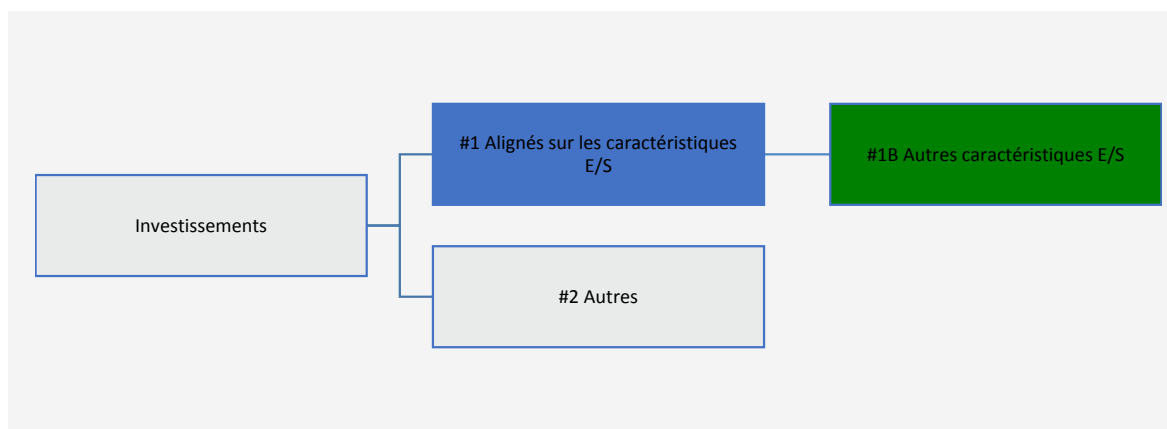 #1 Alignés sur les caractéristiques
E/S
#1B Autres caractéristiques E/S
Investissements
#2 Autres